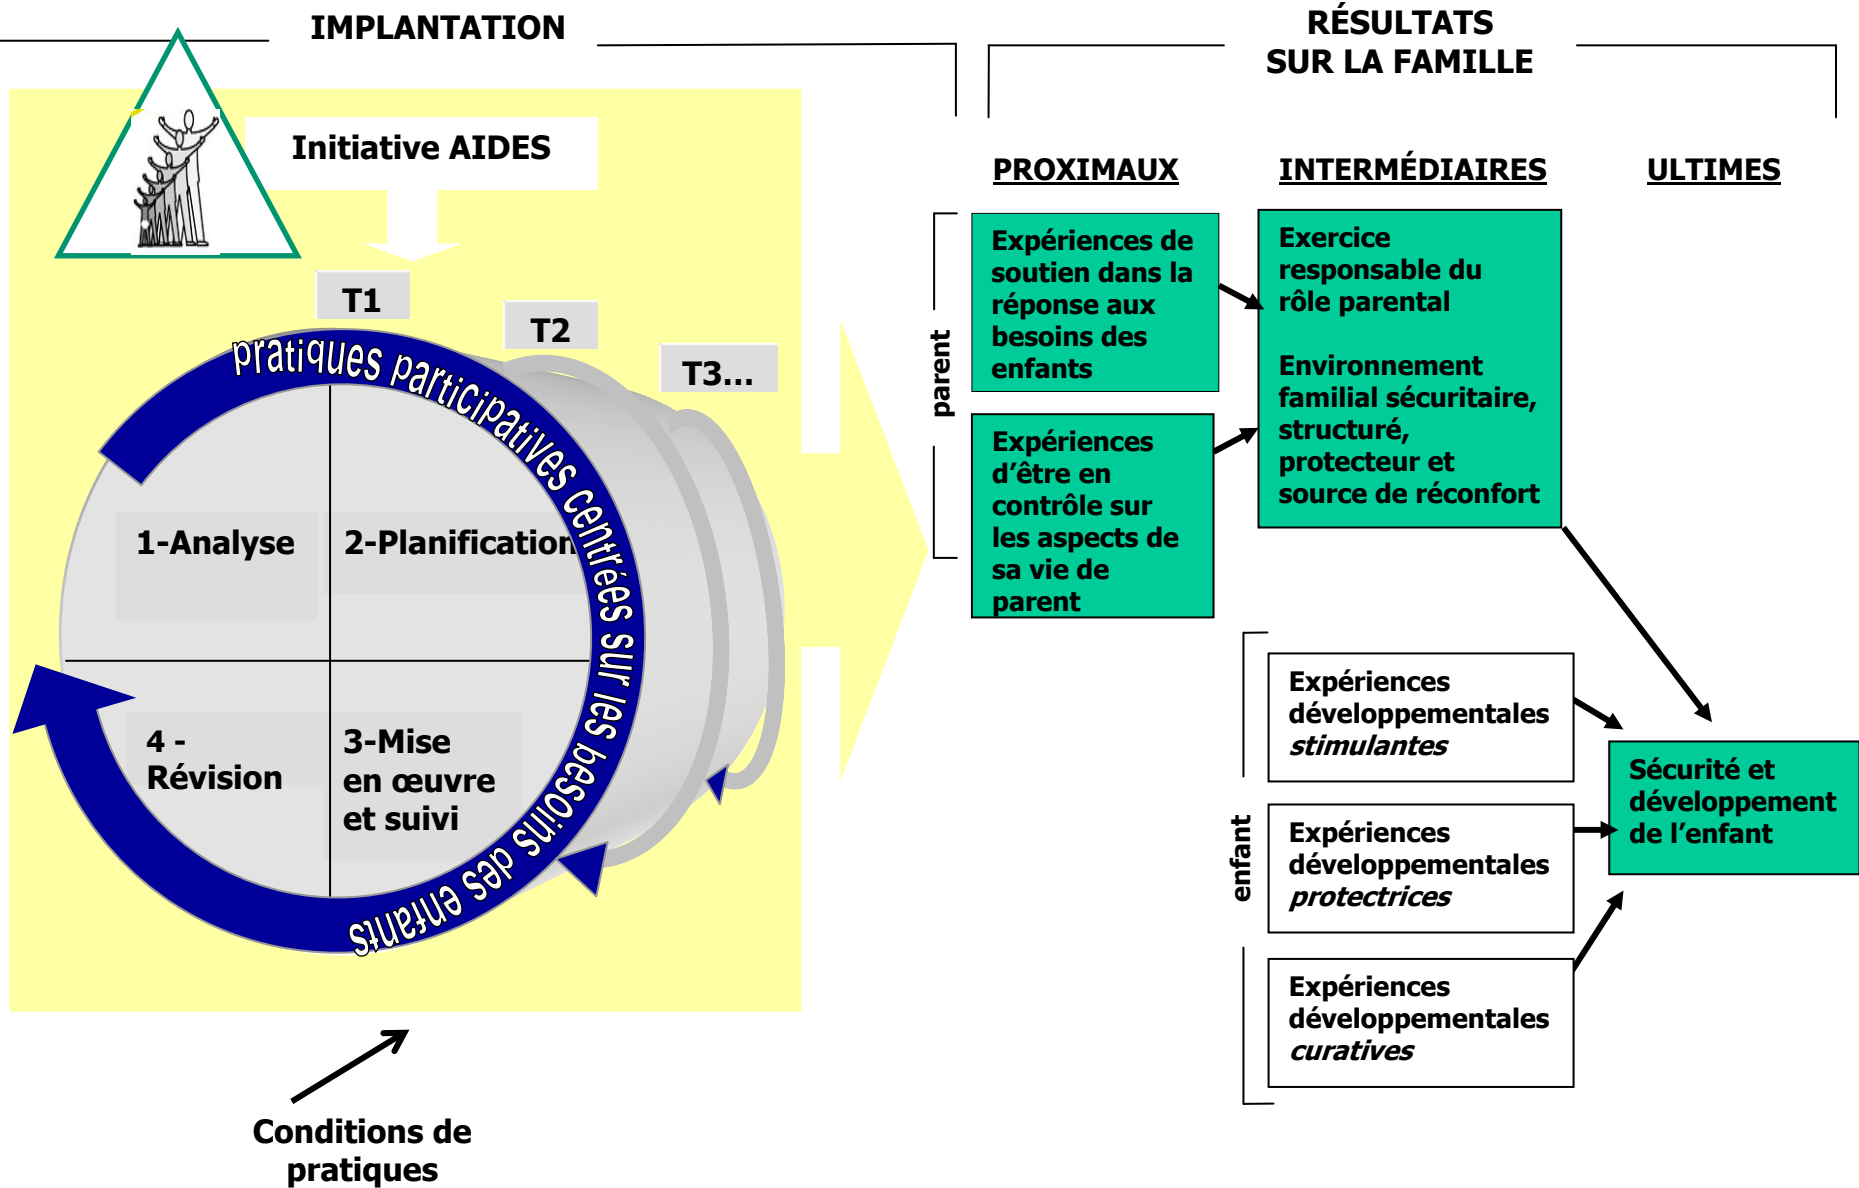 IMPLANTATION
RÉSULTATS
SUR LA FAMILLE
Initiative AIDES
PROXIMAUX
INTERMÉDIAIRES
ULTIMES
T1
T2
T3...
pratiques participatives centrées sur les besoins des enfants
1-Analyse
2-Planification
3-Mise
en œuvre
et suivi
4 -
Révision
Conditions de
pratiques
parent
Expériences de
soutien dans la
réponse aux
besoins des
enfants
Expériences
d’être en
contrôle sur
les aspects de
sa vie de
parent
Exercice
responsable du
rôle parental
Environnement
familial sécuritaire,
structuré,
protecteur et
source de réconfort
enfant
Expériences
développementales
stimulantes
Expériences
développementales
protectrices
Expériences
développementales
curatives
Sécurité et
développement
de l’enfant